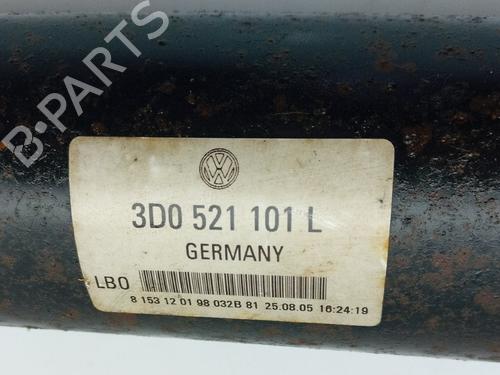 B-PARTS
3D0 521 101 L
GERMANY
LBO
8 153 12 01 98 032B 81 25.08.05 16:24:19